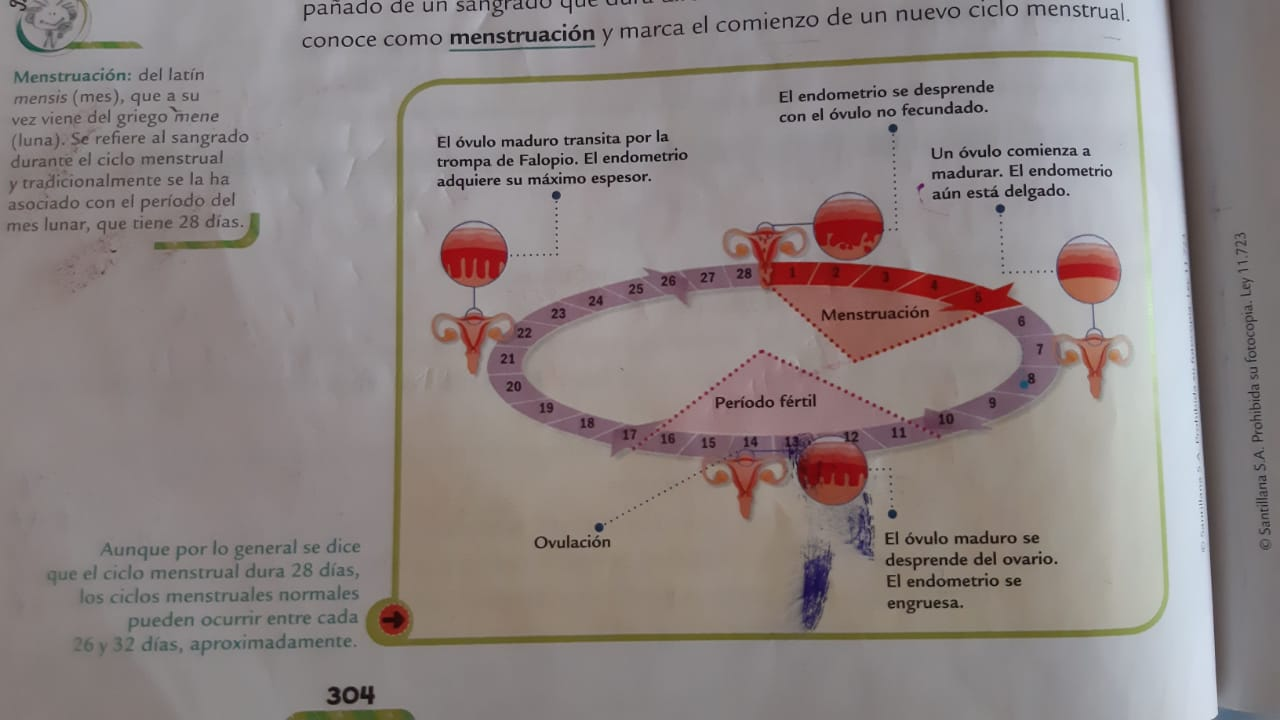 pañado de un sangrado que dura
conoce como menstruación y marca el comienzo de un nuevo ciclo menstrual.
Menstruación: del latín
mensis (mes), que a su
vez viene del griego mene
(luna). Se refiere al sangrado
durante el ciclo menstrual
y tradicionalmente se la ha
asociado con el período del
mes lunar, que tiene 28 días.
El endometrio se desprende
con el óvulo no fecundado.
El óvulo maduro transita por la
trompa de Falopio. El endometrio
adquiere su máximo espesor.
Un óvulo comienza a
madurar. El endometrio
aún está delgado.
1 2 3 4 5 6 7 8 9 10 11 12 13 14 15 16 17 18 19 20 21 22 23 24 25 26 27 28
Menstruación
Período fértil
Ovulación
El óvulo maduro se
desprende del ovario.
El endometrio se
engruesa.
Aunque por lo general se dice
que el ciclo menstrual dura 28 días,
los ciclos menstruales normales
pueden ocurrir entre cada
26 y 32 días, aproximadamente.
304
© Santillana S.A. Prohibida su fotocopia. Ley 11.723